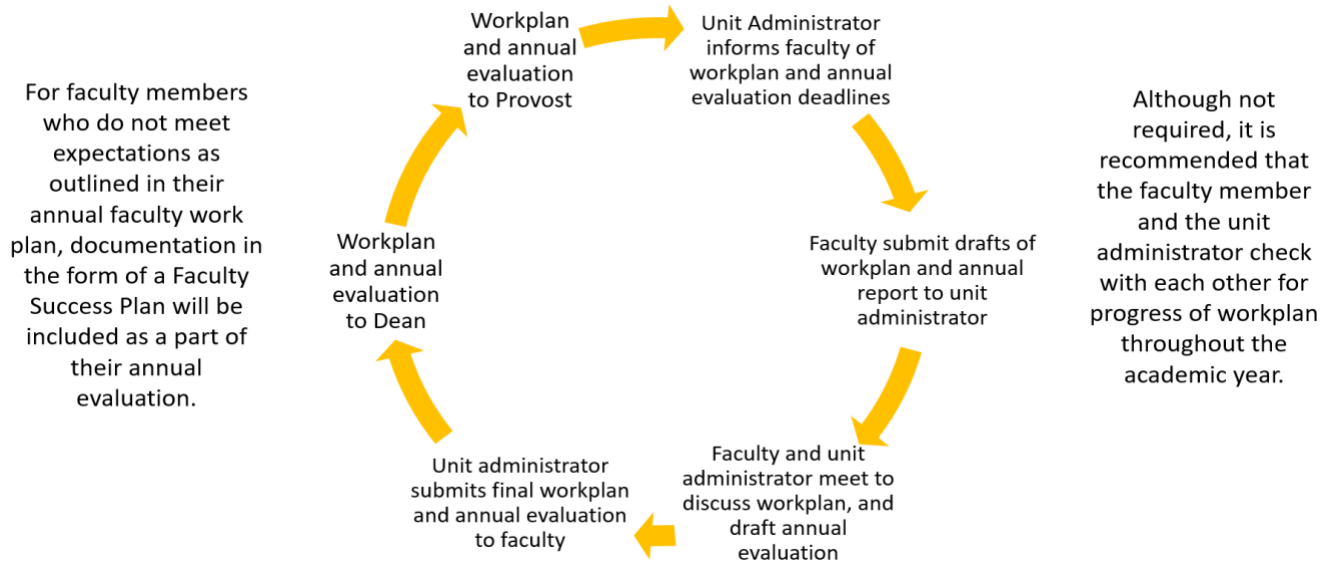 For faculty members
who do not meet
expectations as
outlined in their
annual faculty work
plan, documentation in
the form of a Faculty
Success Plan will be
included as a part of
their annual
evaluation.
Workplan
and annual
evaluation
to Provost
Unit Administrator
informs faculty of
workplan and annual
evaluation deadlines
Faculty submit drafts of
workplan and annual
report to unit
administrator
Faculty and unit
administrator meet to
discuss workplan, and
draft annual
evaluation
Unit administrator
submits final workplan
and annual evaluation
to faculty
Workplan
and annual
evaluation
to Dean
Although not
required, it is
recommended that
the faculty member
and the unit
administrator check
with each other for
progress of workplan
throughout the
academic year.